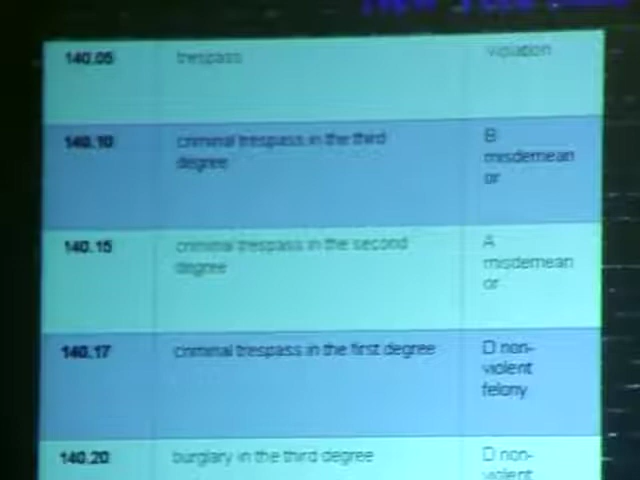 140.05 trespass violation
140.10 criminal trespass in the third B
degree misdemean
or
140.15 criminal trespass in the second A
degree misdemean
or
140.17 criminal trespass in the first degree D non-
violent
felony
140.20 burglary in the third degree D non-
violent